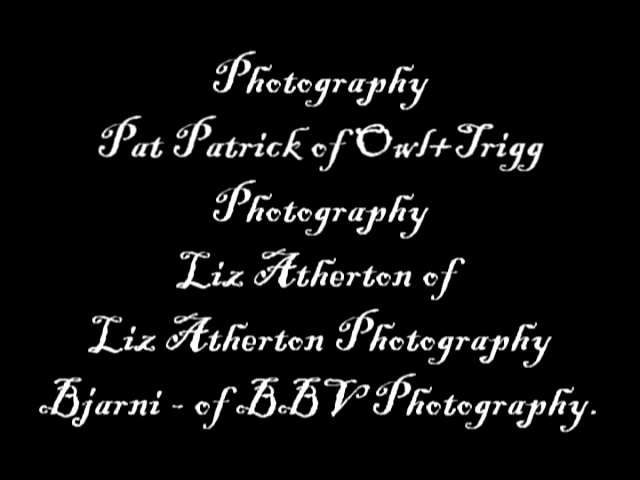 Photography
Pat Patrick of Owl+Trigg
Photography
Liz Atherton of
Liz Atherton Photography
Bjarni - of BBV Photography.